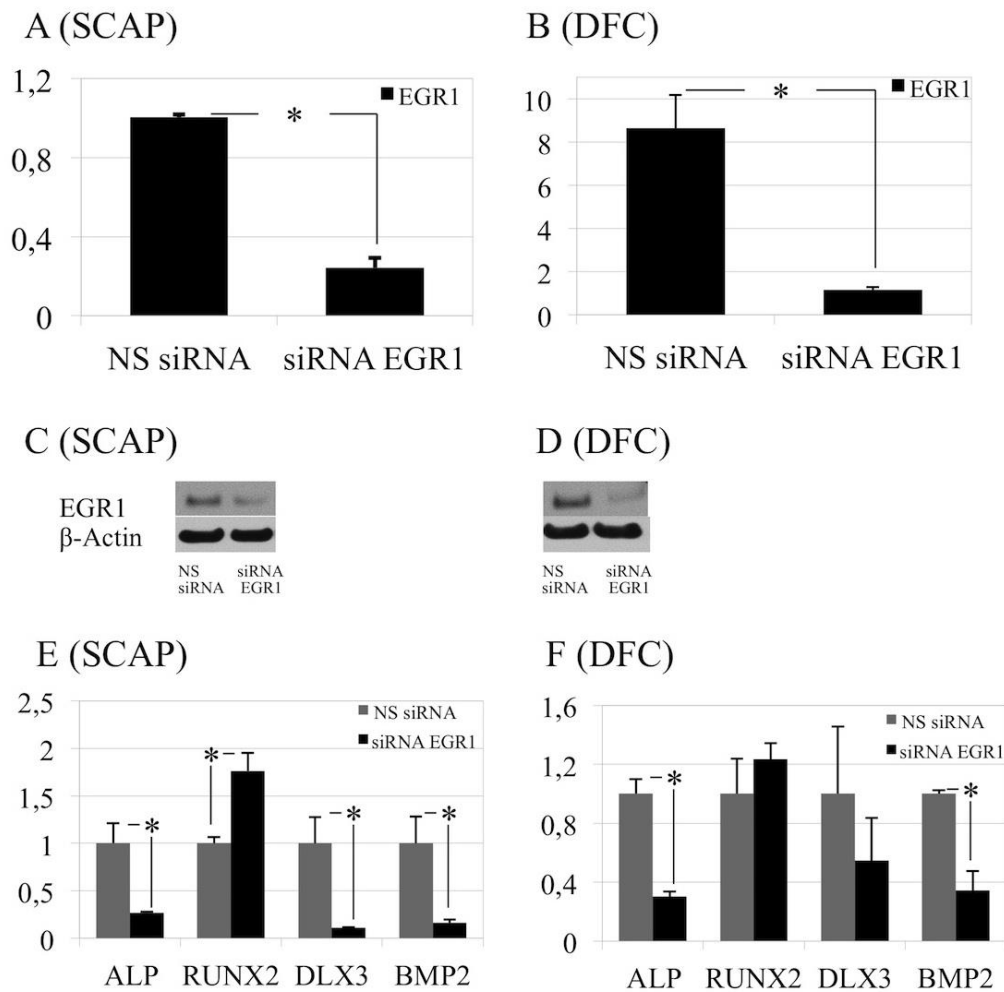 A (SCAP)
1,2
0,8
0,4
0
EGR1
*
NS siRNA siRNA EGR1
B (DFC)
10
8
6
4
2
0
EGR1
*
NS siRNA siRNA EGR1
C (SCAP)
EGR1
β-Actin
NS siRNA
siRNA EGR1
D (DFC)
NS siRNA
siRNA EGR1
E (SCAP)
2,5
2
1,5
1
0,5
0
NS siRNA
siRNA EGR1
* * * *
ALP RUNX2 DLX3 BMP2
F (DFC)
1,6
1,2
0,8
0,4
0
NS siRNA
siRNA EGR1
* *
ALP RUNX2 DLX3 BMP2